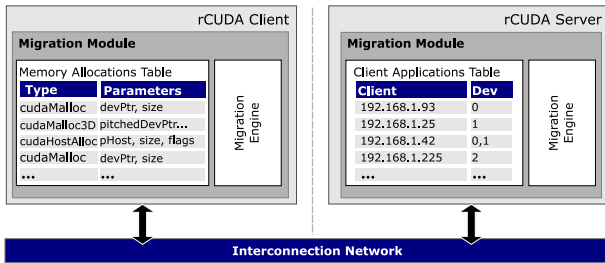 rCUDA Client
Migration Module
Memory Allocations Table
Type Parameters
cudaMalloc devPtr, size
cudaMalloc3D pitchedDevPtr...
cudaHostAlloc pHost, size, flags
cudaMalloc devPtr, size
... ...
Migration
Engine
rCUDA Server
Migration Module
Client Applications Table
Client Dev
192.168.1.93 0
192.168.1.25 1
192.168.1.42 0,1
192.168.1.225 2
... ...
Migration
Engine
Interconnection Network